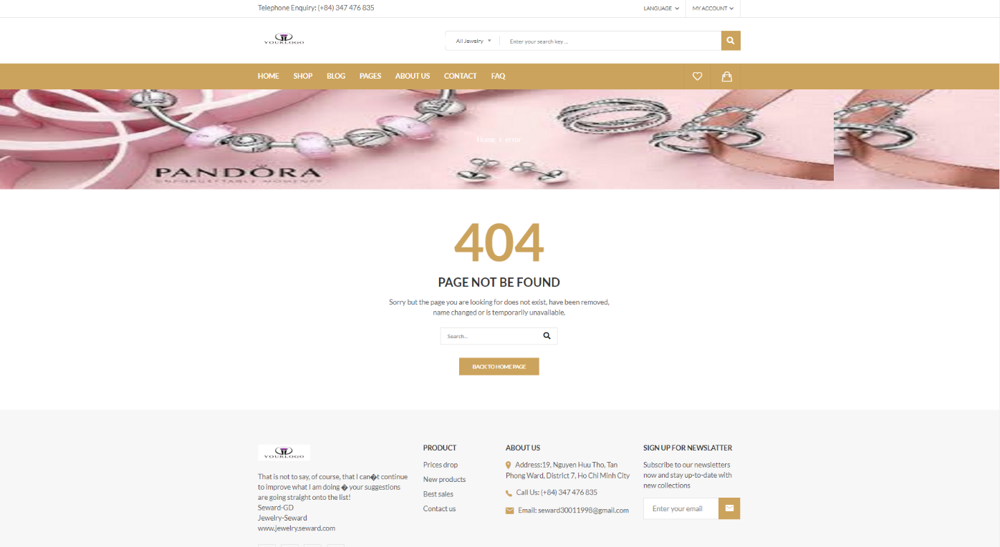 Telephone Enquiry: (+84) 347 476 835
LANGUAGE
MY ACCOUNT
YOURLOGO
All Jewelry
Enter your search key ...
HOME SHOP BLOG PAGES ABOUT US CONTACT FAQ
Home > error
PANDORA
UNFORGETTABLE MOMENTS
404
PAGE NOT BE FOUND
Sorry but the page you are looking for does not exist, have been removed,
name changed or is temporarily unavailable.
Search...
BACK TO HOME PAGE
YOURLOGO
That is not to say, of course, that I can�t continue
to improve what I am doing � your suggestions
are going straight onto the list!
Seward-GD
Jewelry-Seward
www.jewelry.seward.com
PRODUCT
Prices drop
New products
Best sales
Contact us
ABOUT US
Address:19, Nguyen Huu Tho, Tan
Phong Ward, District 7, Ho Chi Minh City
Call Us: (+84) 347 476 835
Email: seward30011998@gmail.com
SIGN UP FOR NEWSLATTER
Subscribe to our newsletters
now and stay up-to-date with
new collections
Enter your email